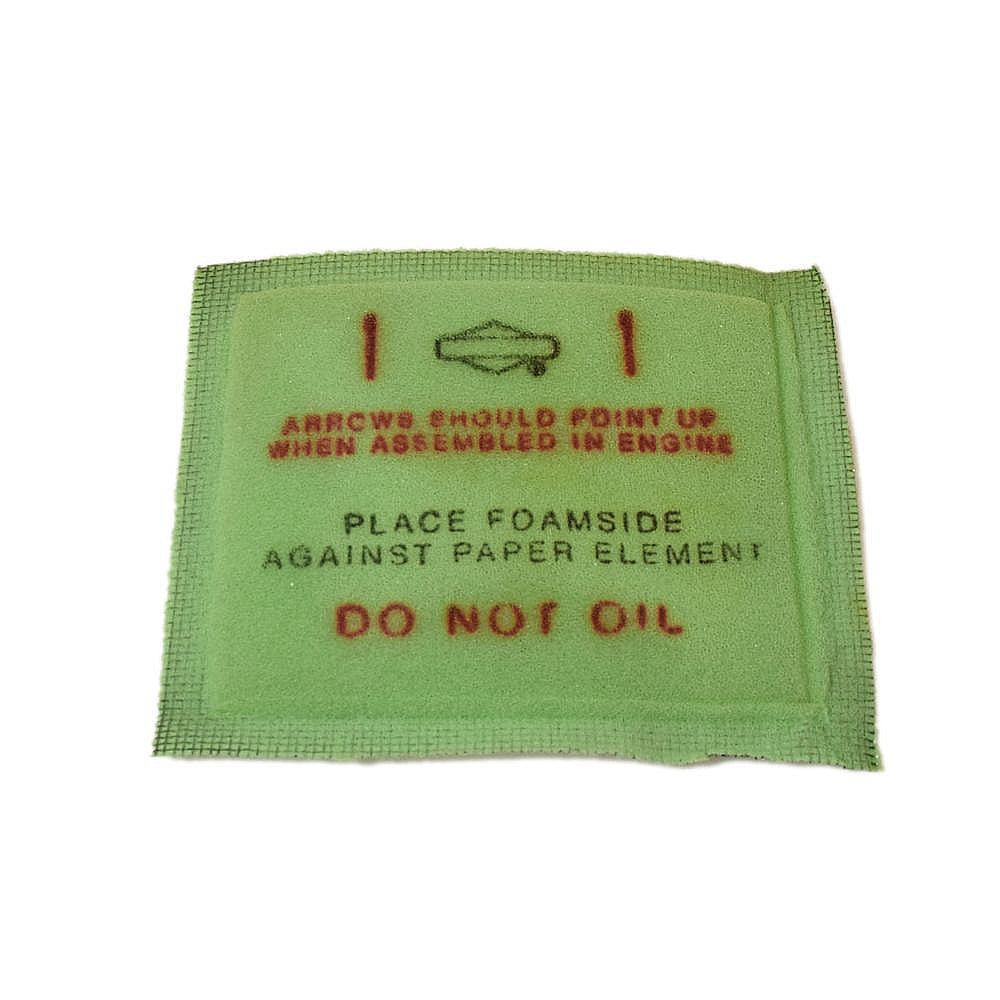 ARROWS SHOULD POINT UP
WHEN ASSEMBLED IN ENGINE
PLACE FOAMSIDE
AGAINST PAPER ELEMENT
DO NOT OIL